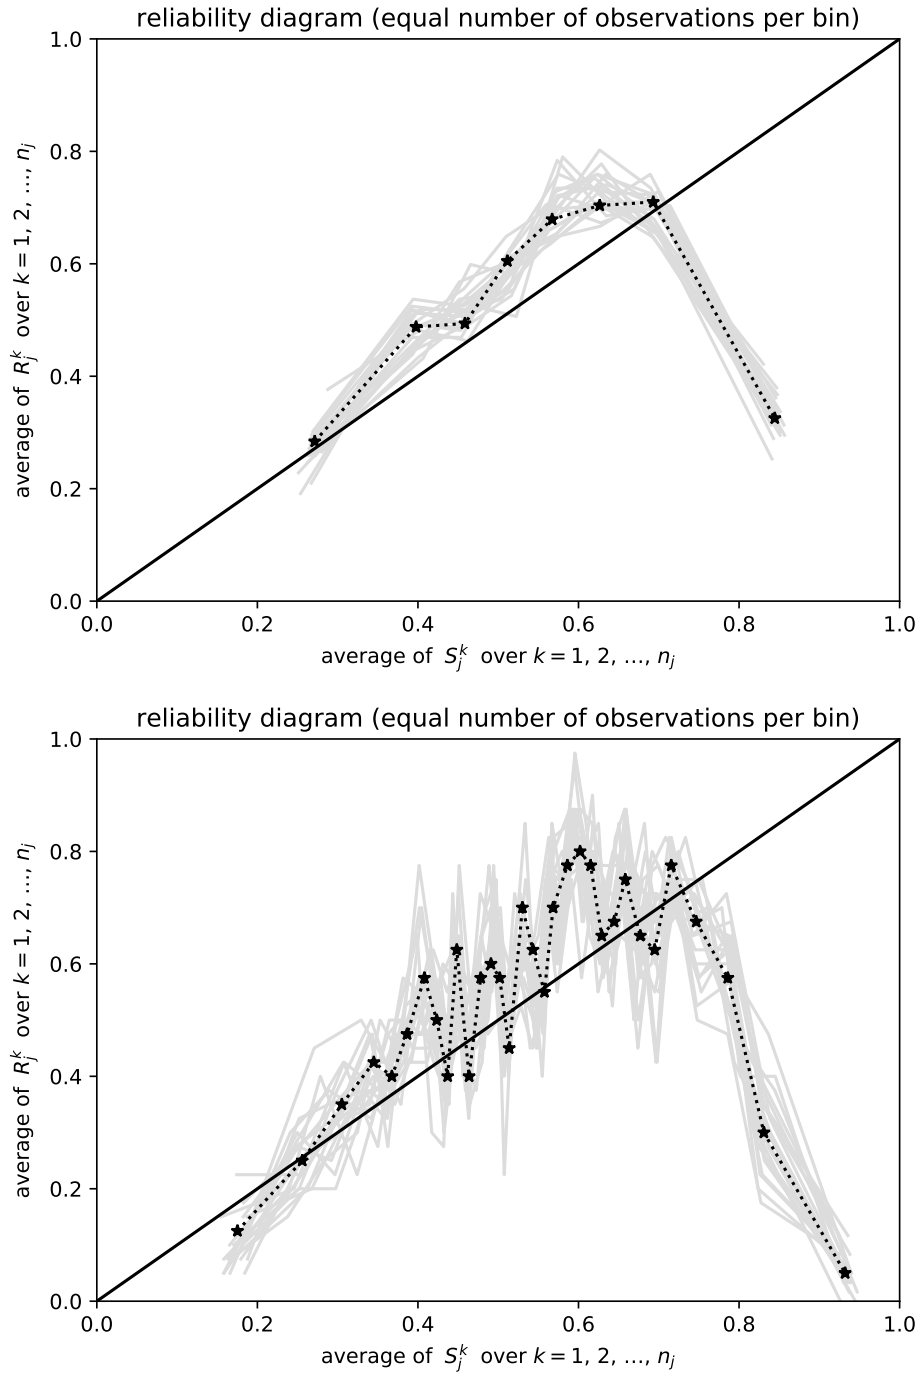 reliability diagram (equal number of observations per bin)
1.0
0.8
0.6
0.4
0.2
0.0
average of R_j^k over k = 1, 2, ..., n_j
0.0 0.2 0.4 0.6 0.8 1.0
average of S_j^k over k = 1, 2, ..., n_j
reliability diagram (equal number of observations per bin)
1.0
0.8
0.6
0.4
0.2
0.0
average of R_j^k over k = 1, 2, ..., n_j
0.0 0.2 0.4 0.6 0.8 1.0
average of S_j^k over k = 1, 2, ..., n_j